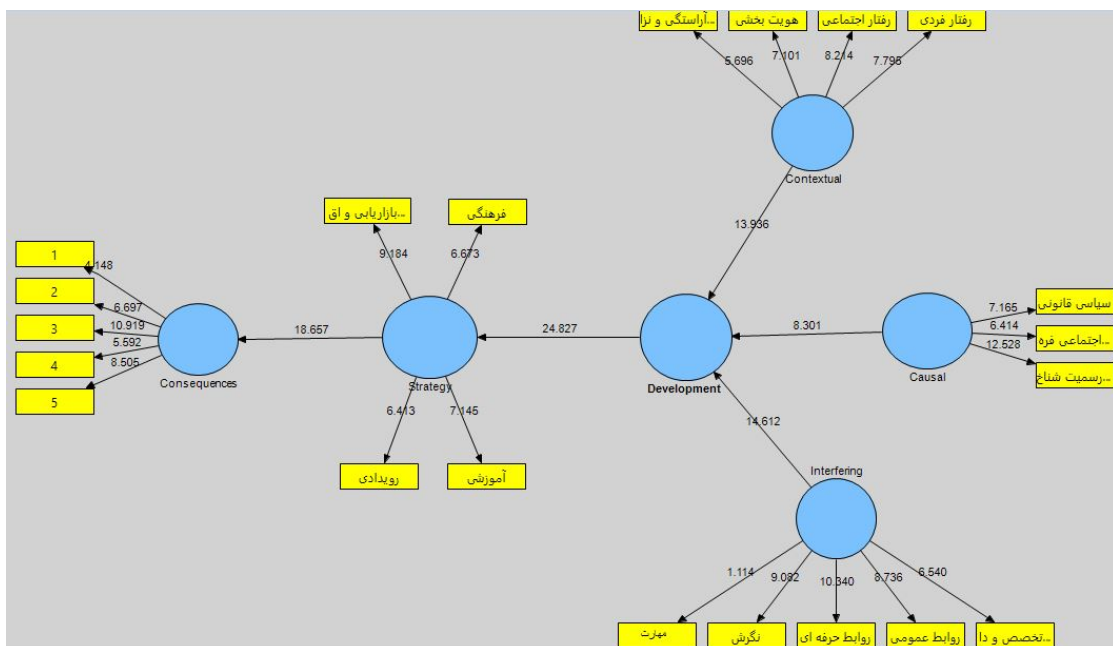 ...آراستگی و نزا
هویت بخشی
رفتار اجتماعی
رفتار فردی
5.696
7.101
8.214
7.795
Contextual
13.936
...بازاریابی و اق
فرهنگی
9.184
6.673
1
2
3
4
5
4.148
6.697
10.919
5.592
8.505
Consequences
18.657
Strategy
24.827
Development
8.301
Causal
7.165
6.414
12.528
سیاسی قانونی
...اجتماعی فره
...رسمیت شناخ
6.413
7.145
رویدادی
آموزشی
14.612
Interfering
1.114
9.082
10.340
8.736
6.540
مهارت
نگرش
روابط حرفه ای
روابط عمومی
...تخصص و دا